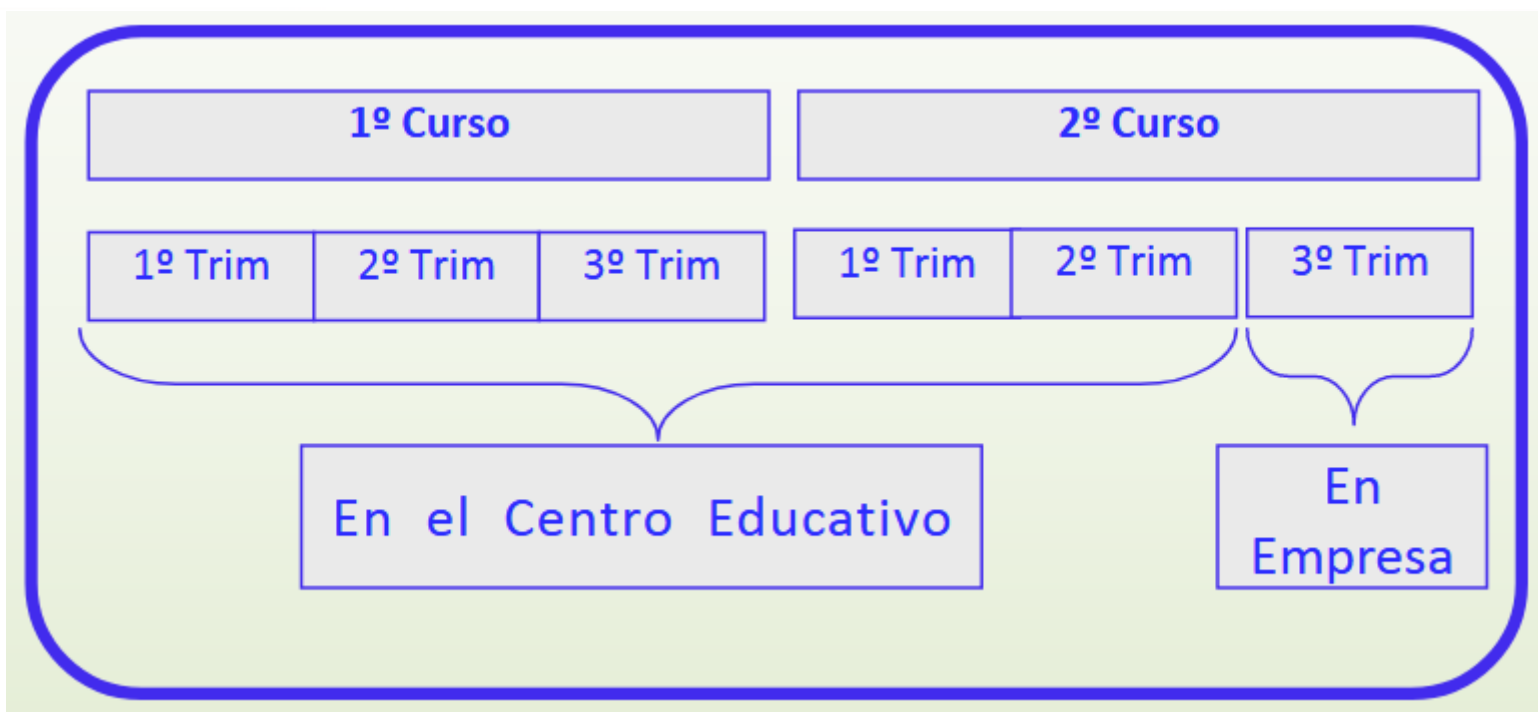 1º Curso
2º Curso
1º Trim
2º Trim
3º Trim
1º Trim
2º Trim
3º Trim
En el Centro Educativo
En
Empresa